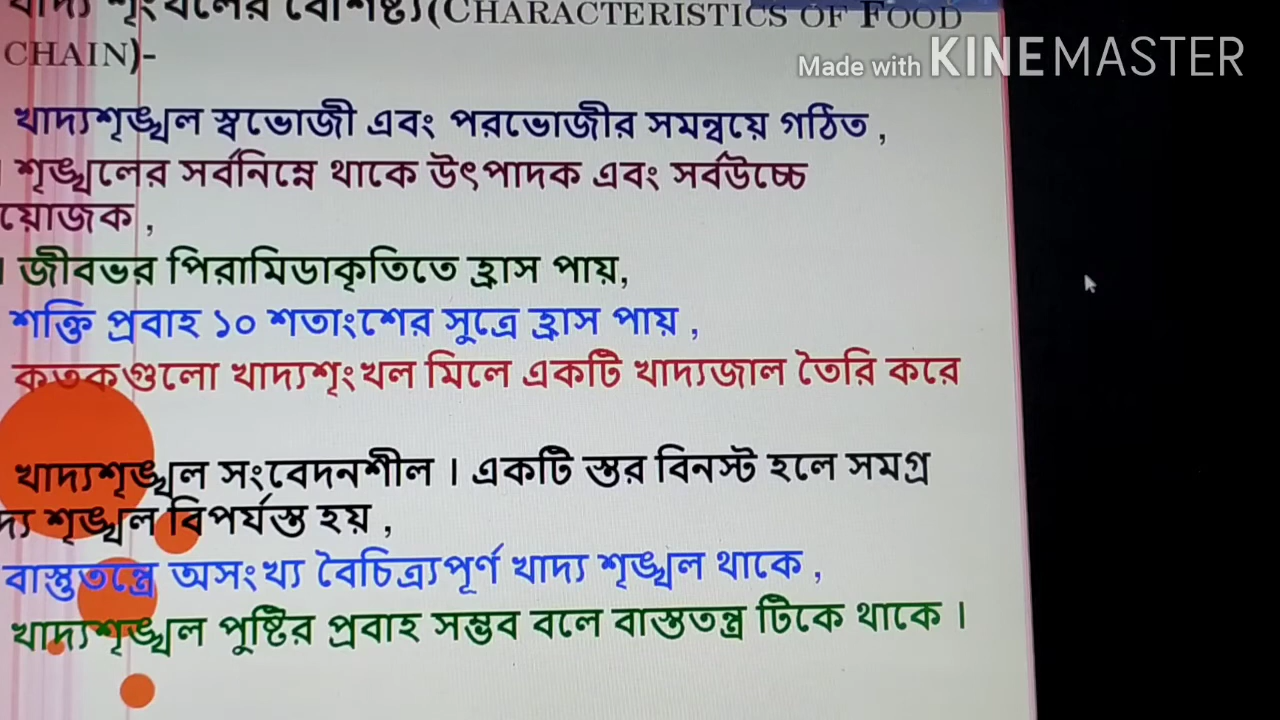 খাদ্য শৃংখলের বৈশিষ্ট্য(CHARACTERISTICS OF FOOD
CHAIN)-
Made with KINEMASTER
খাদ্যশৃঙ্খল স্বভোজী এবং পরভোজীর সমন্বয়ে গঠিত ,
। শৃঙ্খলের সর্বনিম্নে থাকে উৎপাদক এবং সর্বউচ্চে
য়োজক ,
। জীবভর পিরামিডাকৃতিতে হ্রাস পায়,
শক্তি প্রবাহ ১০ শতাংশের সুত্রে হ্রাস পায় ,
কতকগুলো খাদ্যশৃংখল মিলে একটি খাদ্যজাল তৈরি করে
খাদ্যশৃঙ্খল সংবেদনশীল । একটি স্তর বিনস্ট হলে সমগ্র
দ্য শৃঙ্খল বিপর্যস্ত হয় ,
বাস্তুতন্ত্রে অসংখ্য বৈচিত্র্যপূর্ণ খাদ্য শৃঙ্খল থাকে ,
খাদ্যশৃঙ্খল পুষ্টির প্রবাহ সম্ভব বলে বাস্ততন্ত্র টিকে থাকে ।